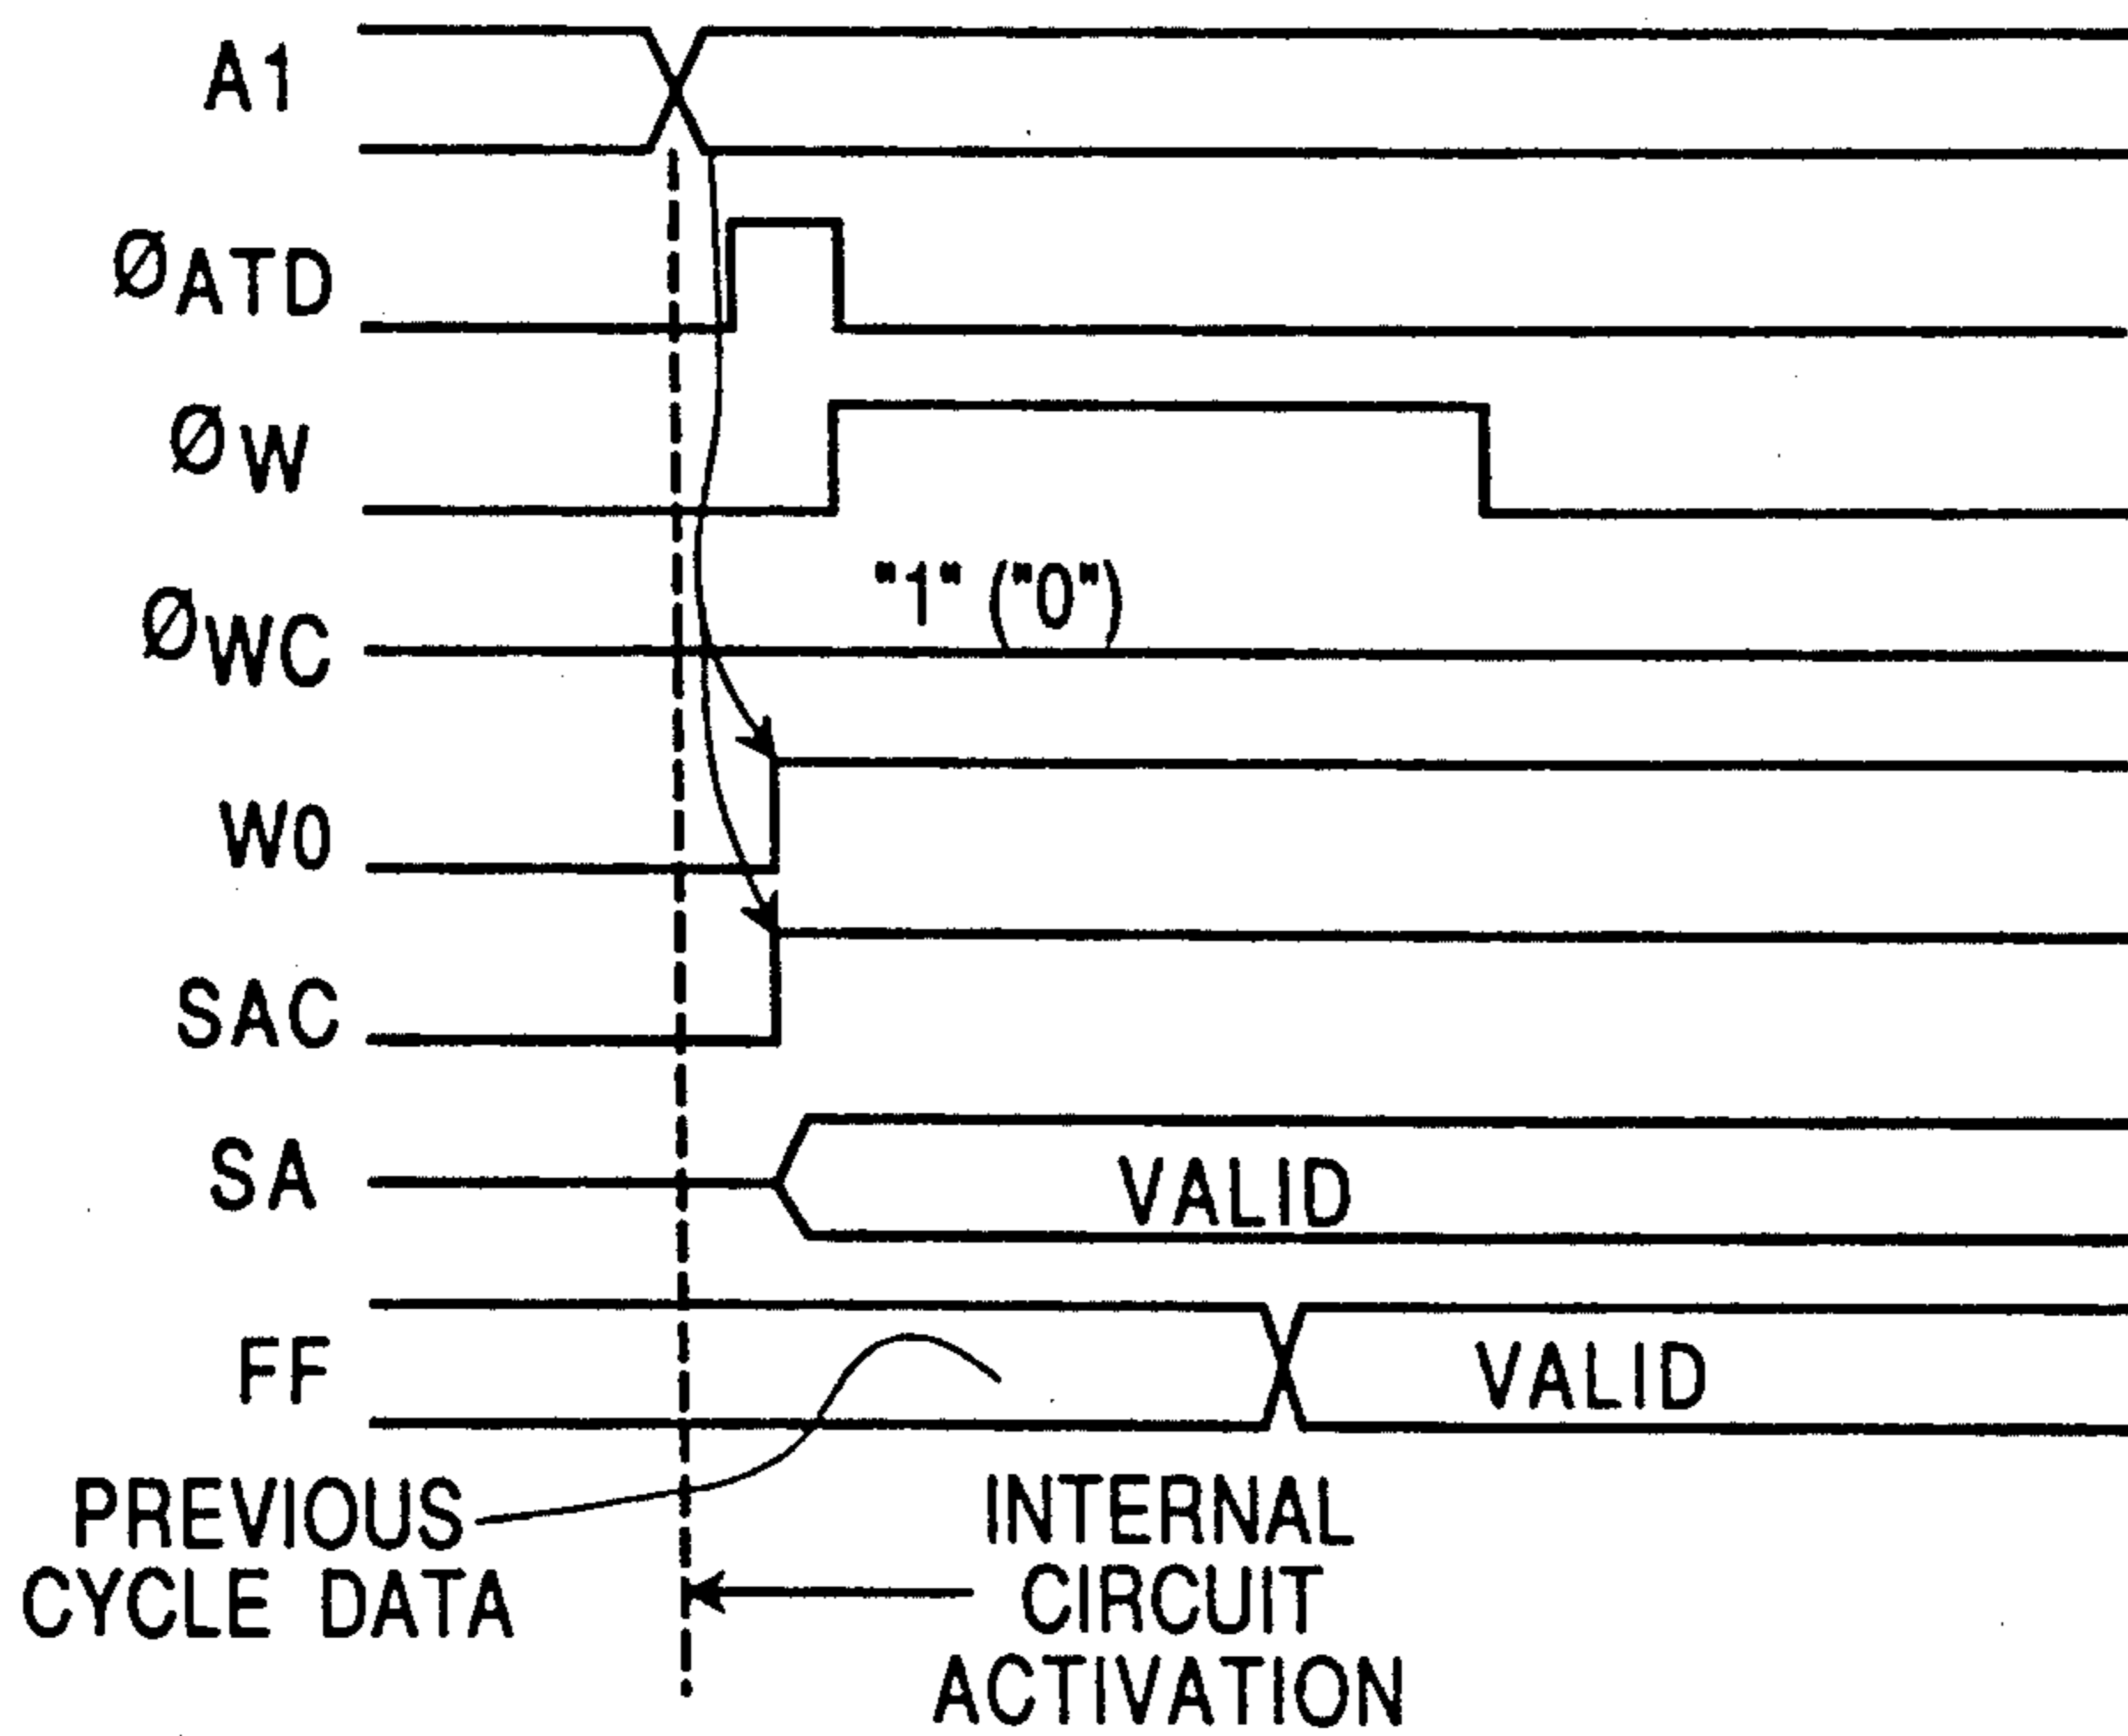 A1
ØATD
ØW
"1" ("0")
ØWC
W0
SAC
SA
VALID
FF
VALID
PREVIOUS
CYCLE DATA
INTERNAL
CIRCUIT
ACTIVATION